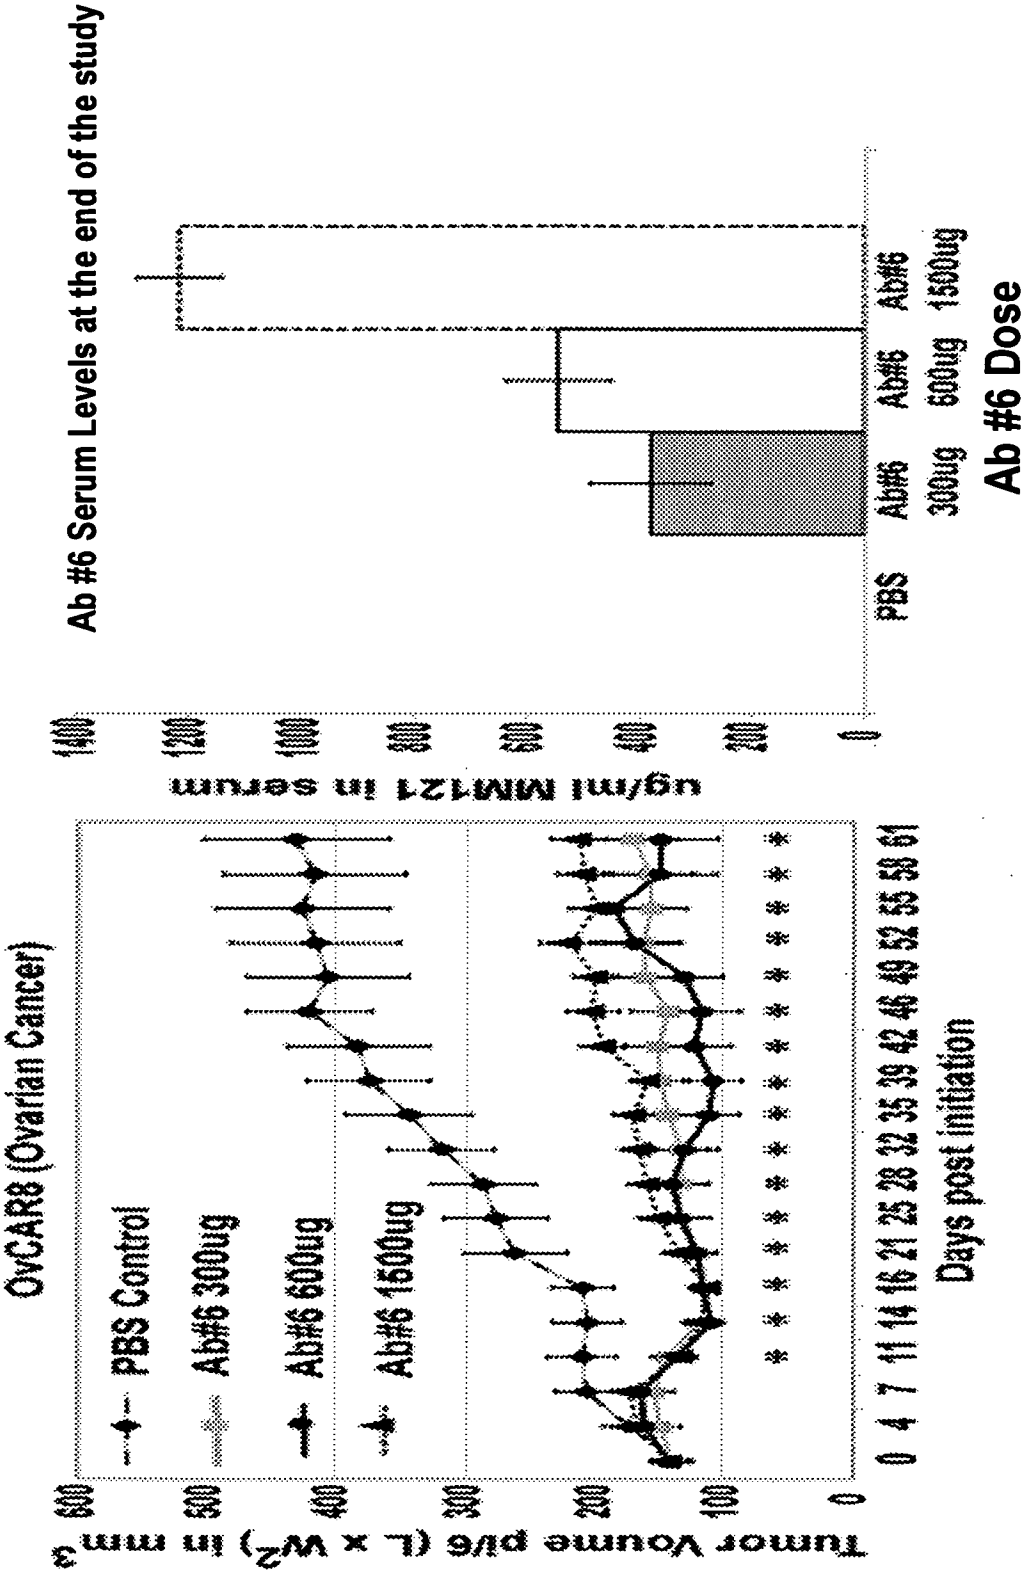 OvCAR8 (Ovarian Cancer)
Tumor Voume pi/6 (L x W2) in mm 3
600
500
400
300
200
100
0
PBS Control
Ab#6 300ug
Ab#6 600ug
Ab#6 1500ug
* * * * * * * * * * * * * * * *
0 4 7 11 14 16 21 25 28 32 35 39 42 46 49 52 55 58 61
Days post initiation
Ab #6 Serum Levels at the end of the study
ug/ml MM121 in serum
1400
1200
1000
800
600
400
200
0
PBS
Ab#6 Ab#6 Ab#6
300ug 600ug 1500ug
Ab #6 Dose